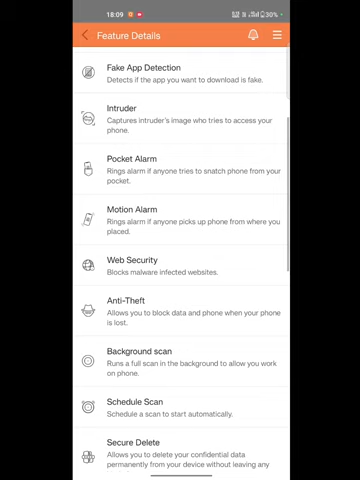 18:09
30%
Feature Details
Fake App Detection
Detects if the app you want to download is fake.
Intruder
Captures intruder's image who tries to access your
phone.
Pocket Alarm
Rings alarm if anyone tries to snatch phone from your
pocket.
Motion Alarm
Rings alarm if anyone picks up phone from where you
placed.
Web Security
Blocks malware infected websites.
Anti-Theft
Allows you to block data and phone when your phone
is lost.
Background scan
Runs a full scan in the background to allow you work
on phone.
Schedule Scan
Schedule a scan to start automatically.
Secure Delete
Allows you to delete your confidential data
permanently from your device without leaving any